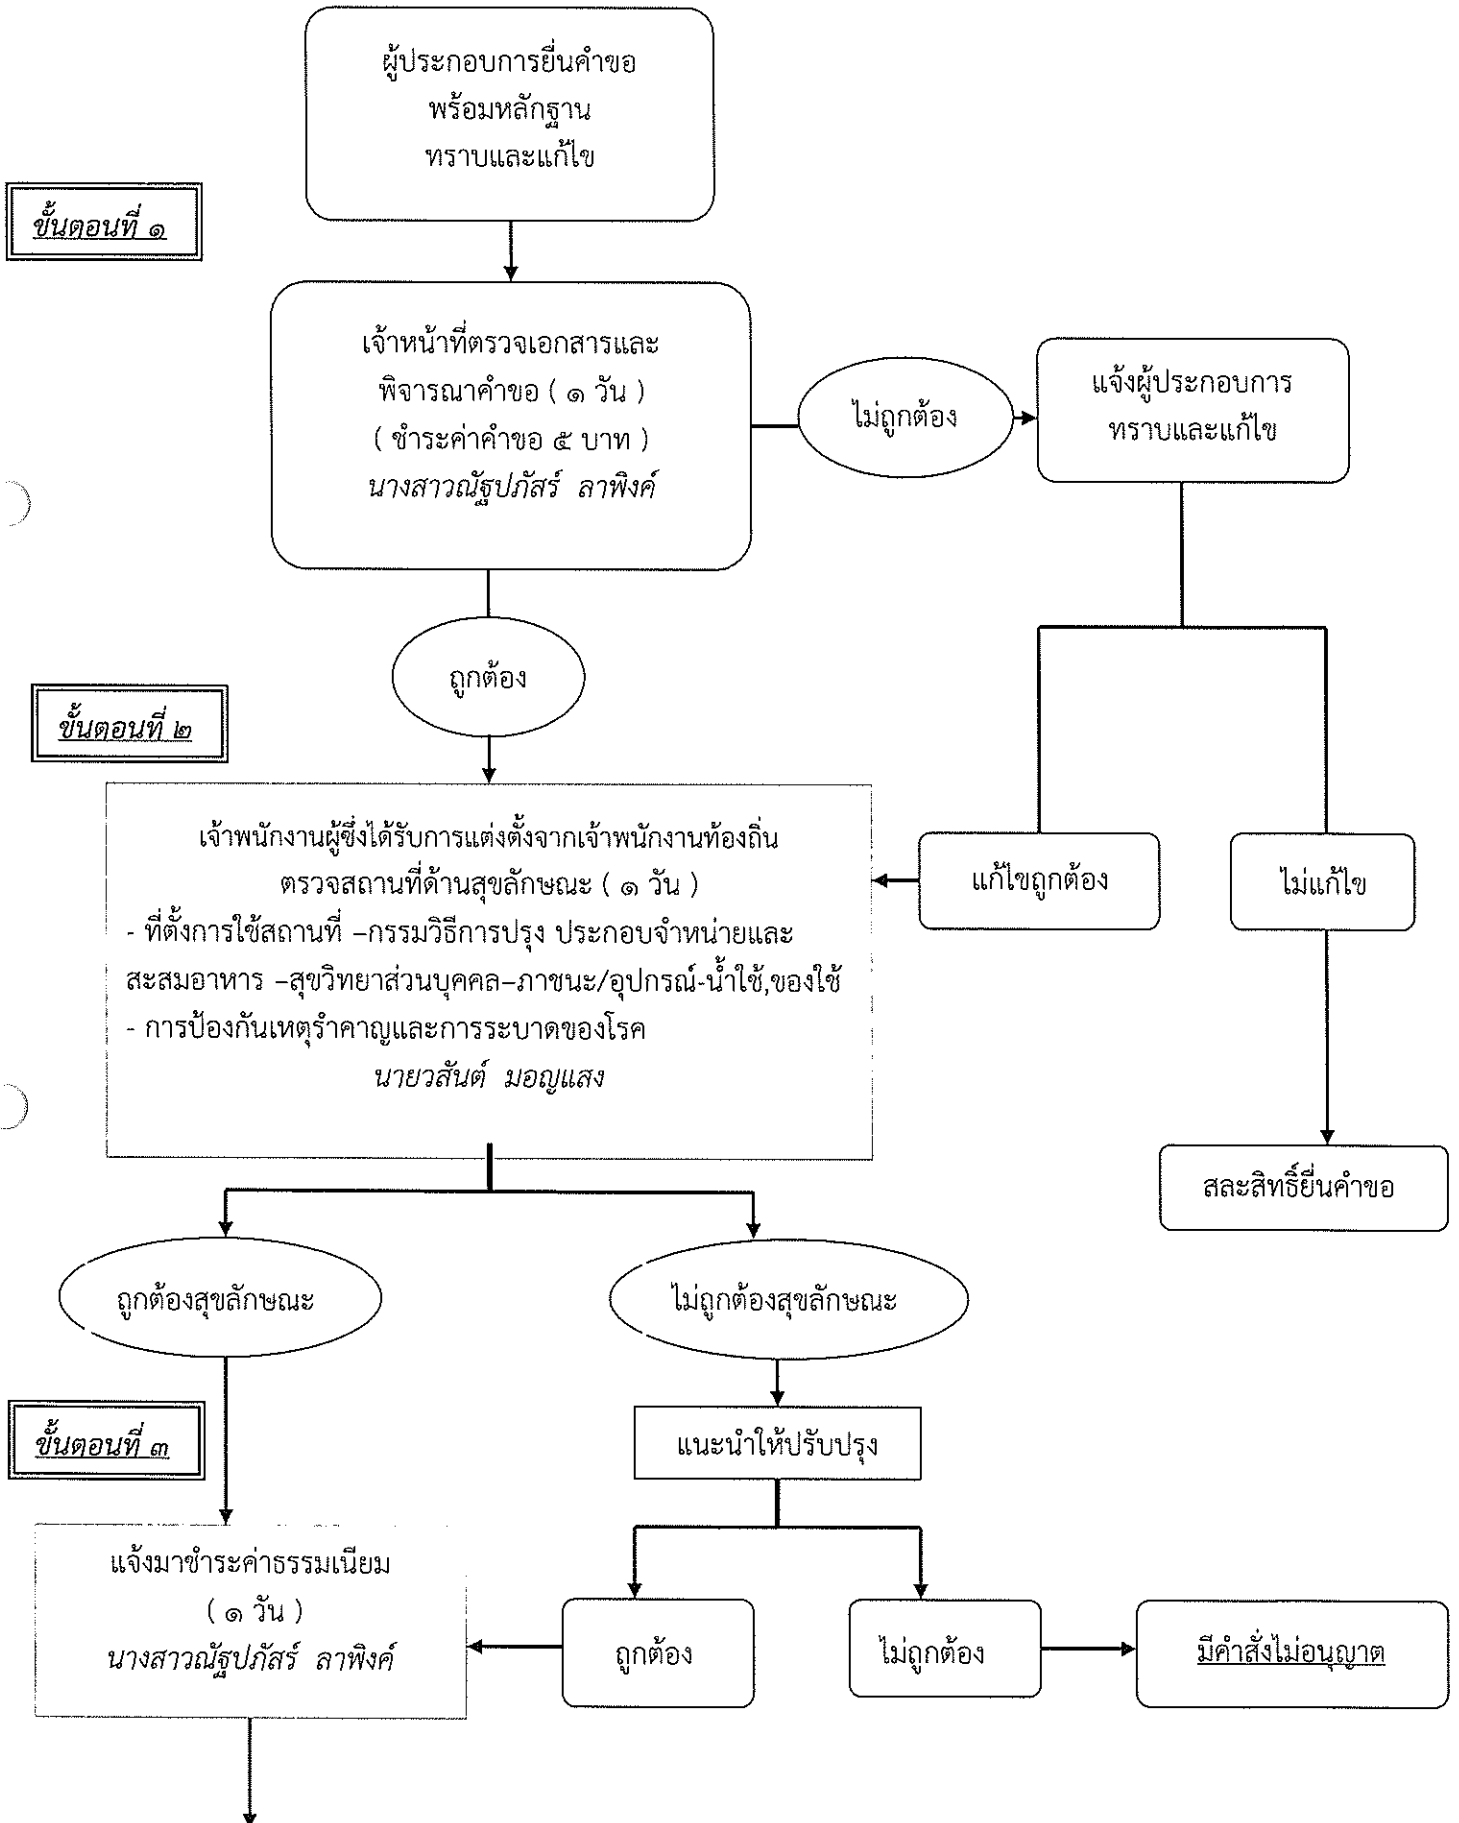 ผู้ประกอบการยื่นคำขอ
พร้อมหลักฐาน
ทราบและแก้ไข
ขั้นตอนที่ ๑
เจ้าหน้าที่ตรวจเอกสารและ
พิจารณาคำขอ ( ๑ วัน )
( ชำระค่าคำขอ ๕ บาท )
นางสาวณัฐปภัสร์ ลาพิงค์
ไม่ถูกต้อง
แจ้งผู้ประกอบการ
ทราบและแก้ไข
ถูกต้อง
ขั้นตอนที่ ๒
เจ้าพนักงานผู้ซึ่งได้รับการแต่งตั้งจากเจ้าพนักงานท้องถิ่น
ตรวจสถานที่ด้านสุขลักษณะ ( ๑ วัน )
- ที่ตั้งการใช้สถานที่ –กรรมวิธีการปรุง ประกอบจำหน่ายและ
สะสมอาหาร –สุขวิทยาส่วนบุคคล–ภาชนะ/อุปกรณ์-น้ำใช้,ของใช้
- การป้องกันเหตุรำคาญและการระบาดของโรค
นายวสันต์ มอญแสง
แก้ไขถูกต้อง
ไม่แก้ไข
สละสิทธิ์ยื่นคำขอ
ถูกต้องสุขลักษณะ
ไม่ถูกต้องสุขลักษณะ
ขั้นตอนที่ ๓
แนะนำให้ปรับปรุง
แจ้งมาชำระค่าธรรมเนียม
( ๑ วัน )
นางสาวณัฐปภัสร์ ลาพิงค์
ถูกต้อง
ไม่ถูกต้อง
มีคำสั่งไม่อนุญาต